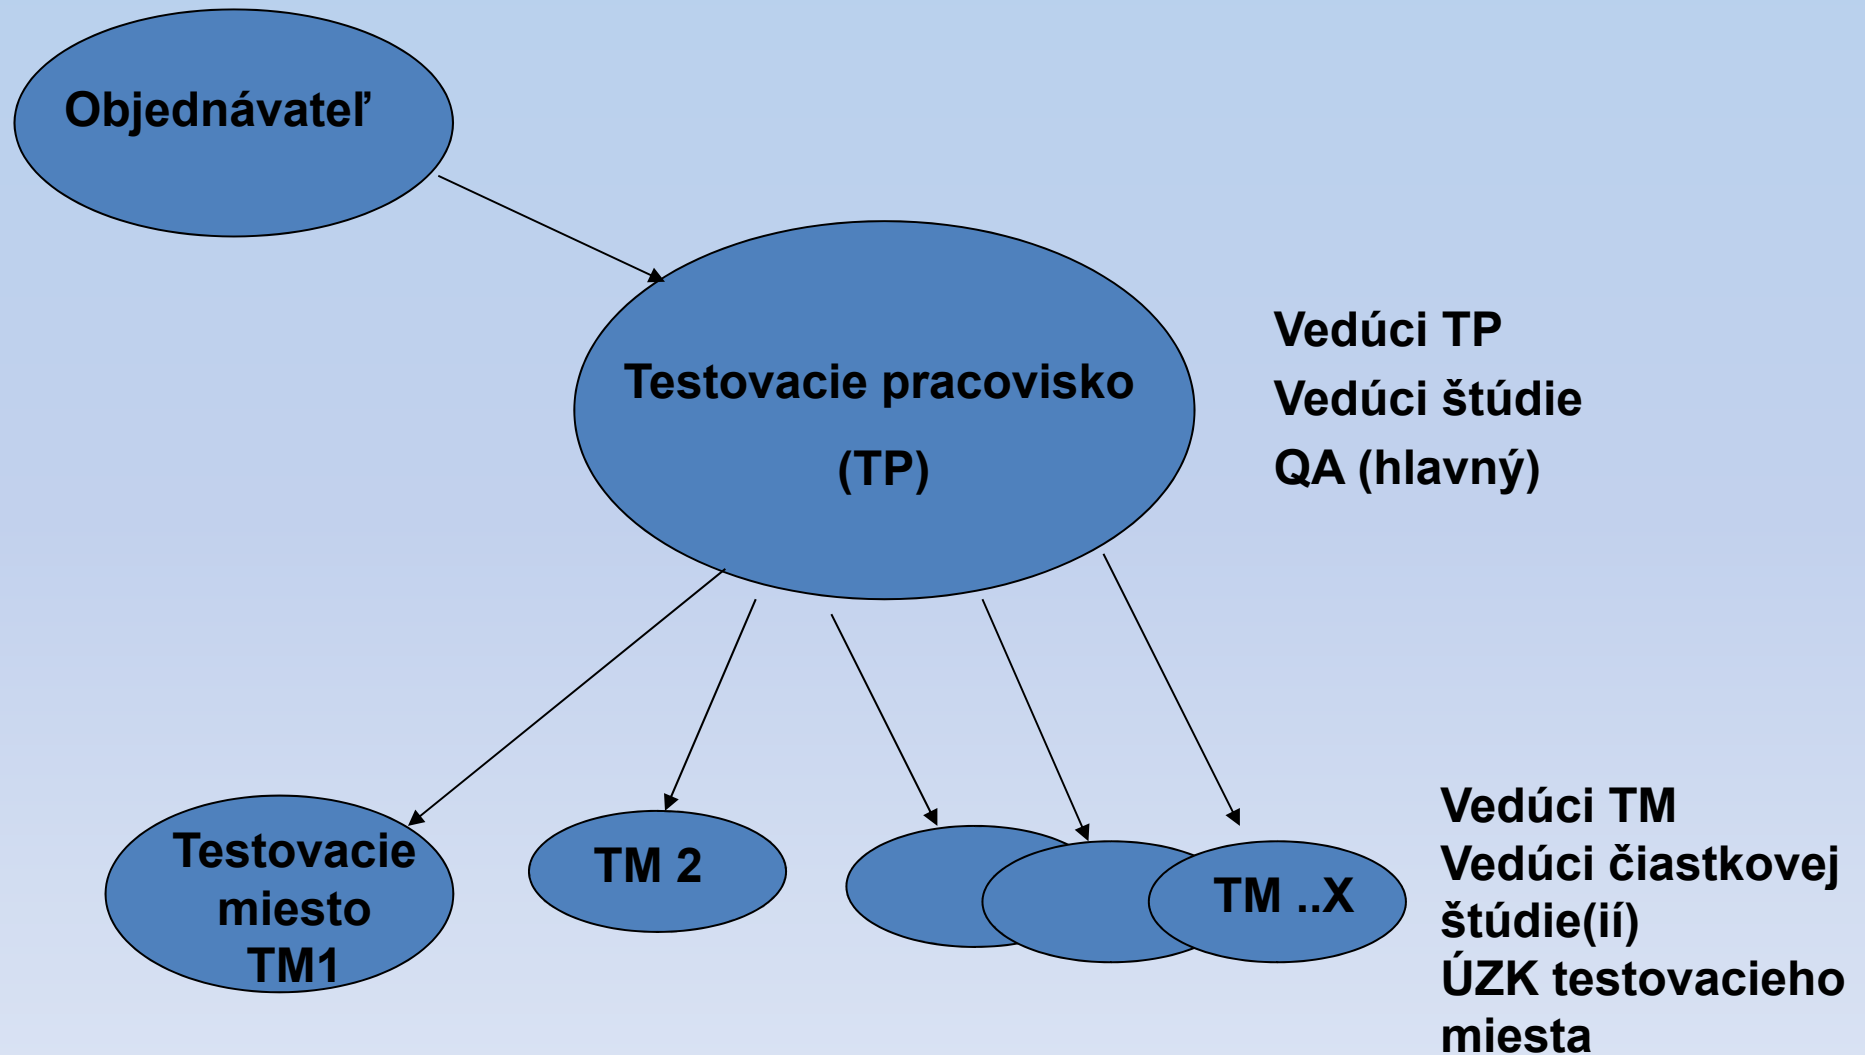 Objednávateľ
Testovacie pracovisko
(TP)
Vedúci TP
Vedúci štúdie
QA (hlavný)
Testovacie
miesto
TM1
TM 2
TM ..X
Vedúci TM
Vedúci čiastkovej
štúdie(ií)
ÚZK testovacieho
miesta